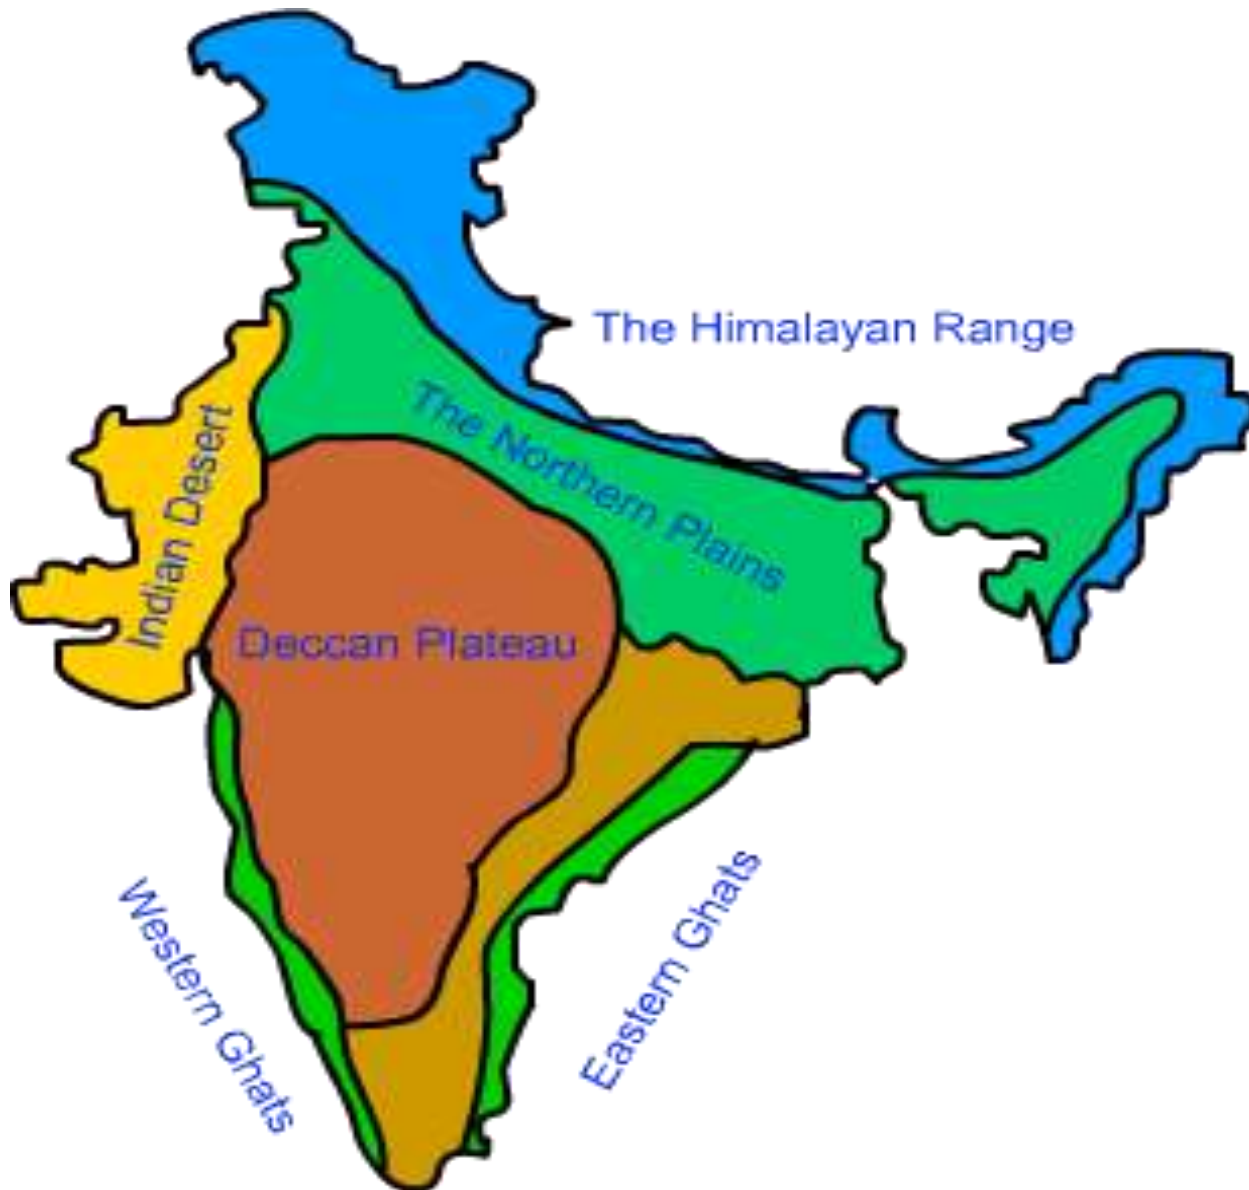 The Himalayan Range
The Northern Plains
Indian Desert
Deccan Plateau
Western Ghats
Eastern Ghats